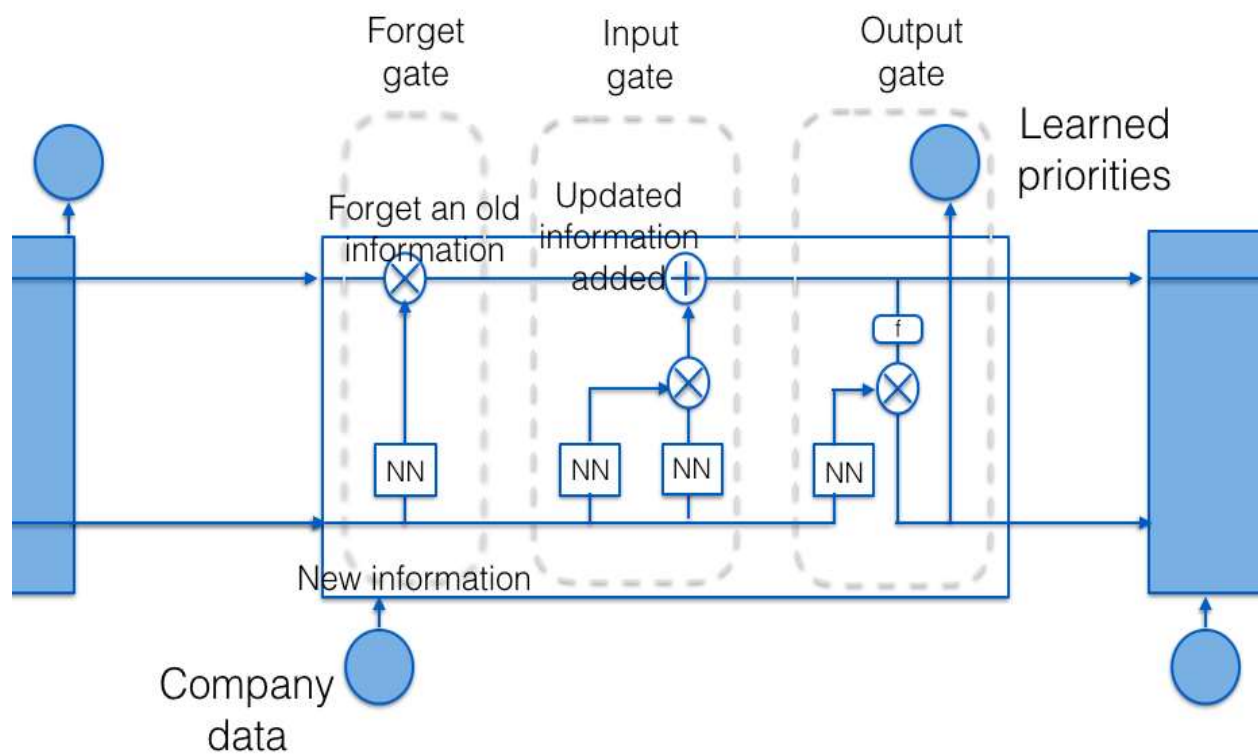 Forget
gate
Input
gate
Output
gate
Learned
priorities
Forget an old
information
Updated
information
added
f
NN
NN
NN
NN
New information
Company
data